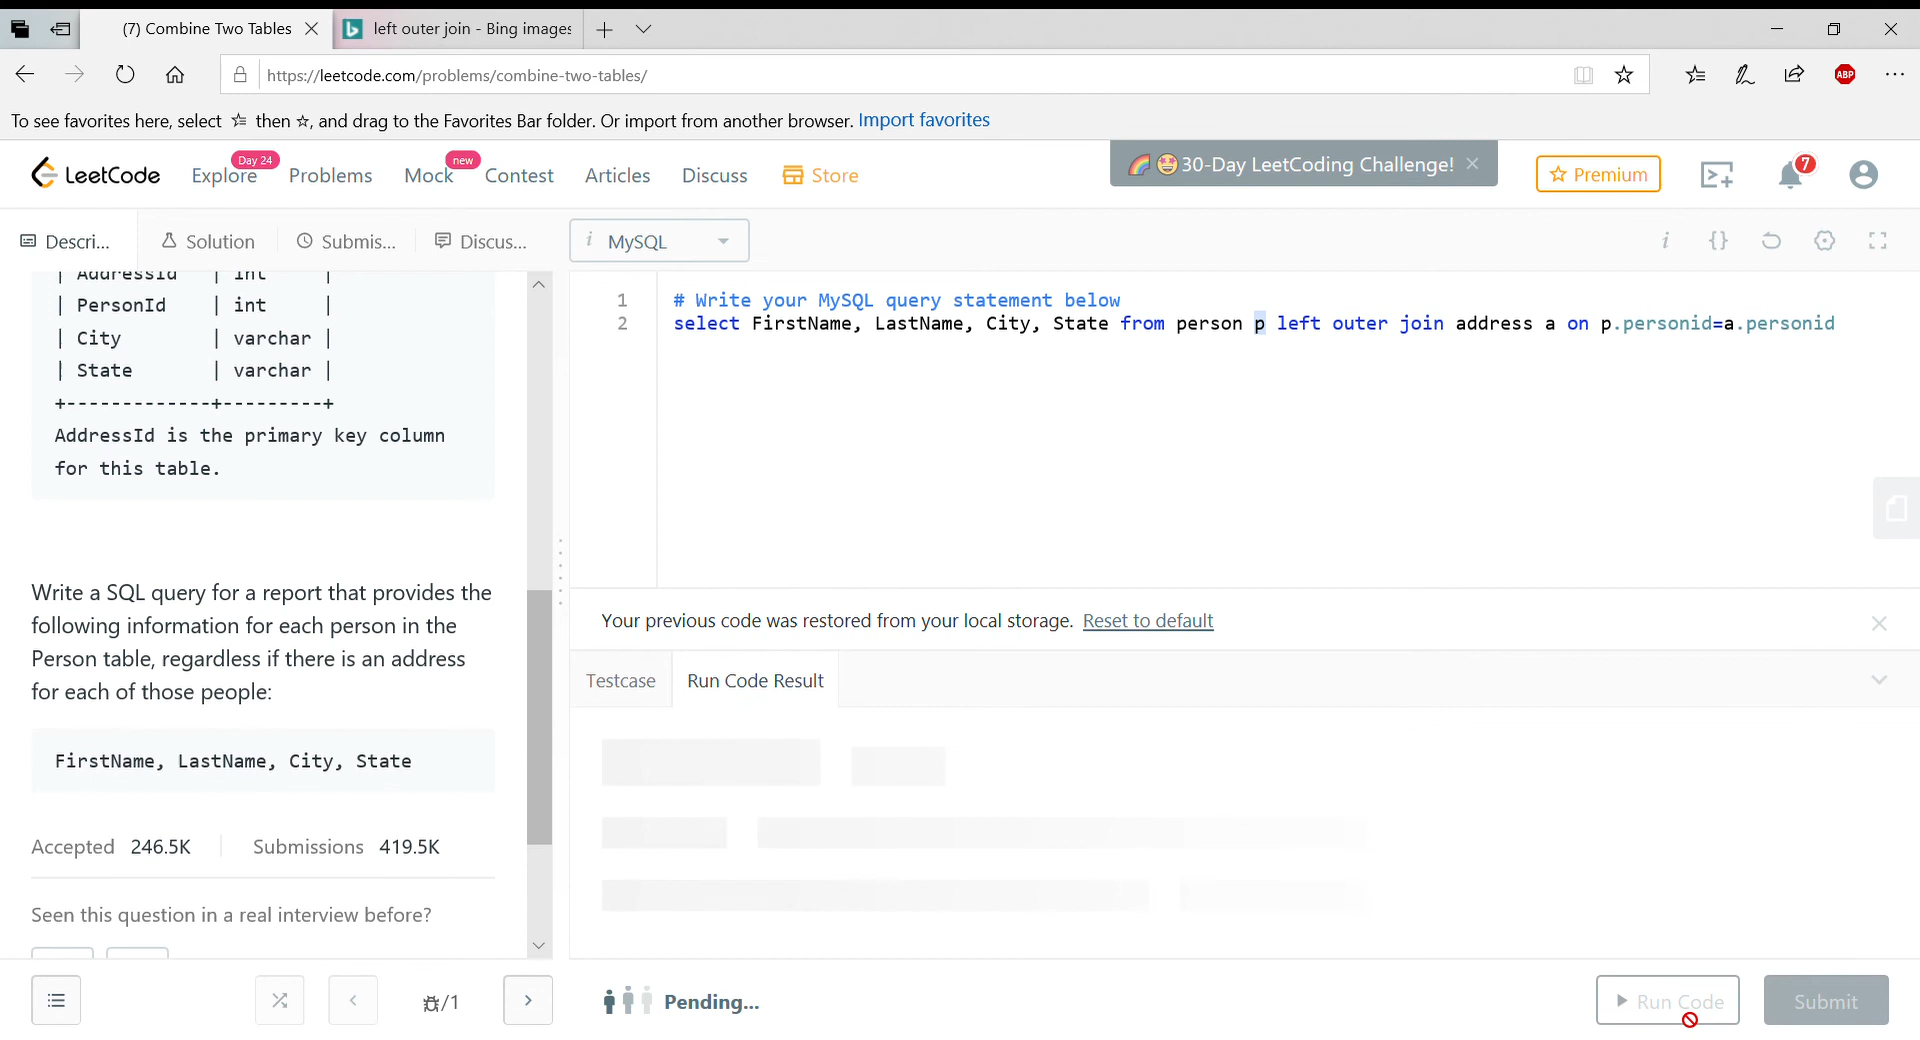 (7) Combine Two Tables
left outer join - Bing images
https://leetcode.com/problems/combine-two-tables/
ABP
To see favorites here, select then ☆, and drag to the Favorites Bar folder. Or import from another browser. Import favorites
LeetCode
Explore
Day 24
Problems
Mock
new
Contest
Articles
Discuss
Store
🌈 🤩 30-Day LeetCoding Challenge!
Premium
7
Descri...
Solution
Submis...
Discus...
i MySQL
i {}
| AddressId | int |
| PersonId | int |
| City | varchar |
| State | varchar |
+-------------+---------+
AddressId is the primary key column
for this table.
Write a SQL query for a report that provides the
following information for each person in the
Person table, regardless if there is an address
for each of those people:
FirstName, LastName, City, State
Accepted 246.5K
Submissions 419.5K
Seen this question in a real interview before?
1 # Write your MySQL query statement below
2 select FirstName, LastName, City, State from person p left outer join address a on p.personid=a.personid
Your previous code was restored from your local storage. Reset to default
Testcase
Run Code Result
/1
Pending...
Run Code
Submit